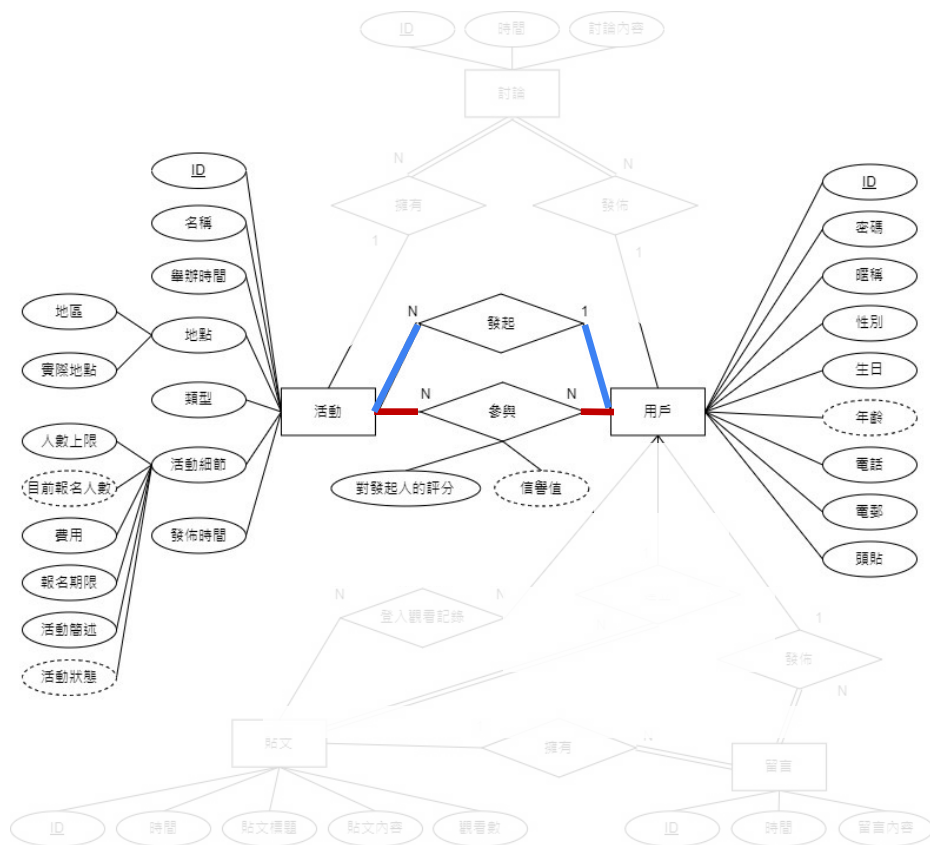 ID
時間
討論內容
討論
N
N
擁有
發佈
1
1
ID
名稱
舉辦時間
地點
地區
實際地點
類型
人數上限
活動細節
目前報名人數
費用
發佈時間
報名期限
活動簡述
活動狀態
活動
N
發起
1
N
參與
N
對發起人的評分
信譽值
用戶
ID
密碼
暱稱
性別
生日
年齡
電話
電郵
頭貼
N
登入觀看記錄
N
1
發佈
N
貼文
擁有
留言
ID
時間
貼文標題
貼文內容
觀看數
ID
時間
留言內容